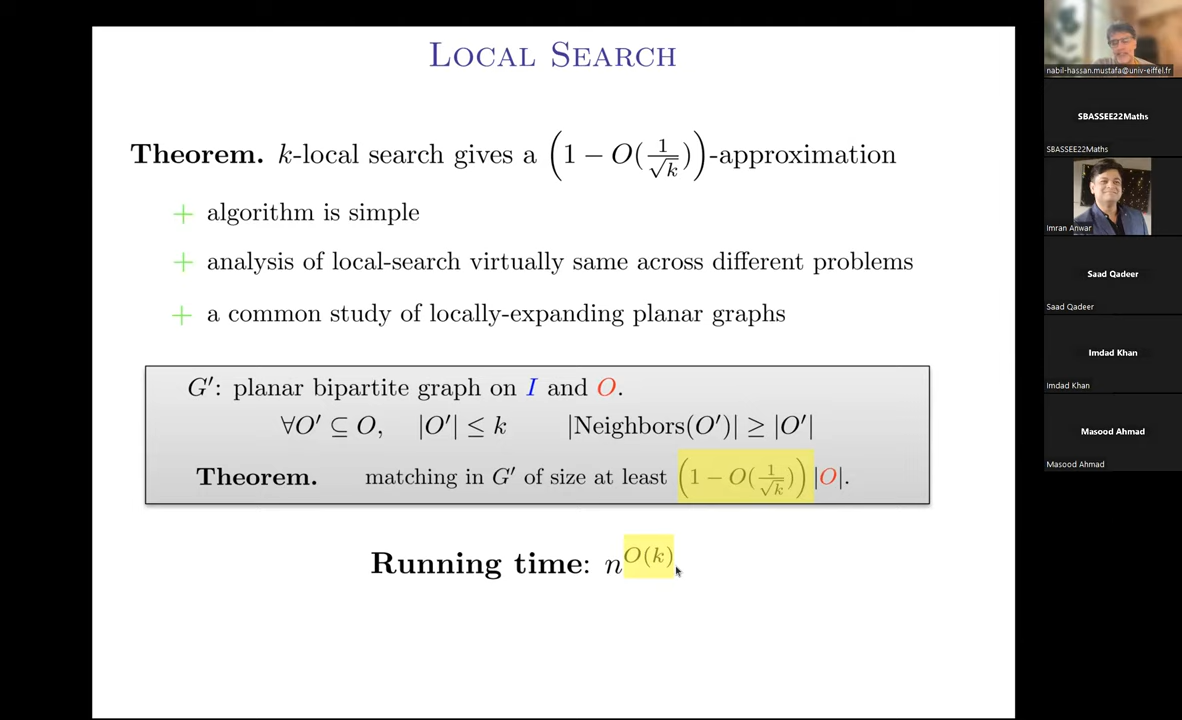 LOCAL SEARCH
Theorem. k-local search gives a (1 − O(1/√k))-approximation
+ algorithm is simple
+ analysis of local-search virtually same across different problems
+ a common study of locally-expanding planar graphs
G′: planar bipartite graph on I and O.
∀O′ ⊆ O, |O′| ≤ k |Neighbors(O′)| ≥ |O′|
Theorem. matching in G′ of size at least (1 − O(1/√k)) |O|.
Running time: n^O(k)
nabil-hassan.mustafa@univ-eiffel.fr
SBASSEE22Maths
SBASSEE22Maths
Imran Anwar
Saad Qadeer
Saad Qadeer
Imdad Khan
Imdad Khan
Masood Ahmad
Masood Ahmad